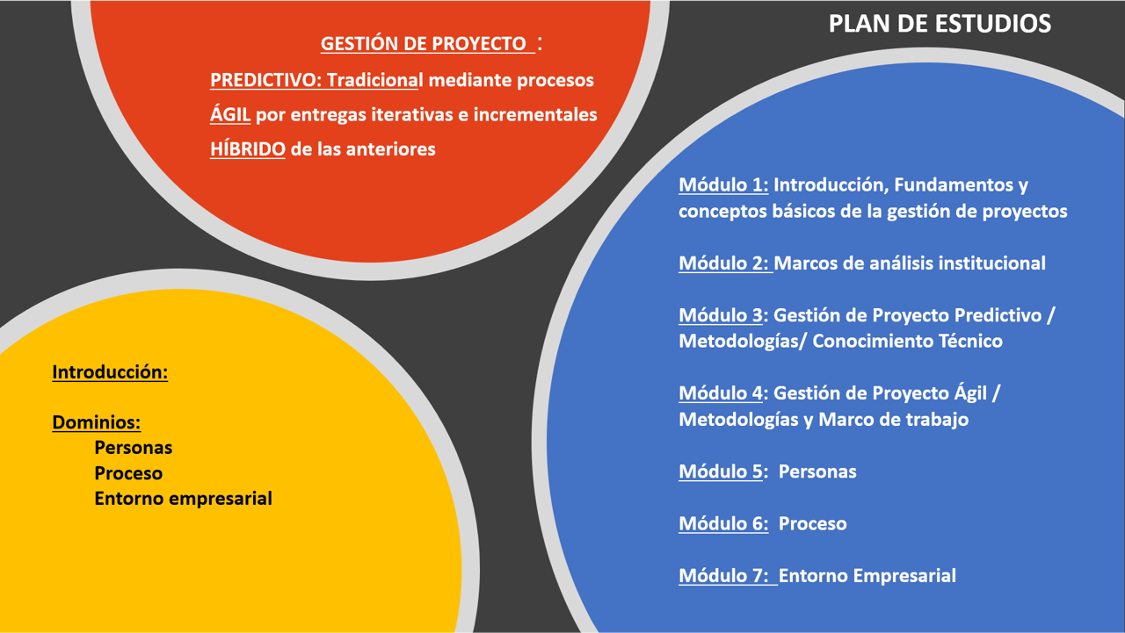 PLAN DE ESTUDIOS
GESTIÓN DE PROYECTO :
PREDICTIVO: Tradicional mediante procesos
ÁGIL por entregas iterativas e incrementales
HÍBRIDO de las anteriores
Introducción:
Dominios:
Personas
Proceso
Entorno empresarial
Módulo 1: Introducción, Fundamentos y
conceptos básicos de la gestión de proyectos
Módulo 2: Marcos de análisis institucional
Módulo 3: Gestión de Proyecto Predictivo /
Metodologías/ Conocimiento Técnico
Módulo 4: Gestión de Proyecto Ágil /
Metodologías y Marco de trabajo
Módulo 5: Personas
Módulo 6: Proceso
Módulo 7: Entorno Empresarial